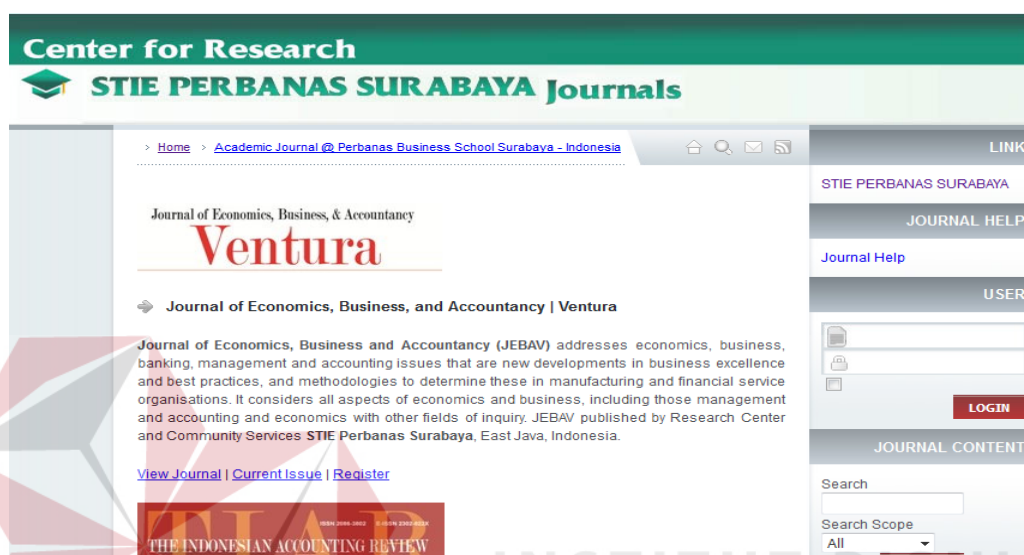 Center for Research
STIE PERBANAS SURABAYA Journals
> Home > Academic Journal @ Perbanas Business School Surabaya - Indonesia
Journal of Economics, Business, & Accountancy
Ventura
Journal of Economics, Business, and Accountancy | Ventura
Journal of Economics, Business and Accountancy (JEBAV) addresses economics, business,
banking, management and accounting issues that are new developments in business excellence
and best practices, and methodologies to determine these in manufacturing and financial service
organisations. It considers all aspects of economics and business, including those management
and accounting and economics with other fields of inquiry. JEBAV published by Research Center
and Community Services STIE Perbanas Surabaya, East Java, Indonesia.
View Journal | Current Issue | Register
TIAR
THE INDONESIAN ACCOUNTING REVIEW
LINK
STIE PERBANAS SURABAYA
JOURNAL HELP
Journal Help
USER
LOGIN
JOURNAL CONTENT
Search
Search Scope
All